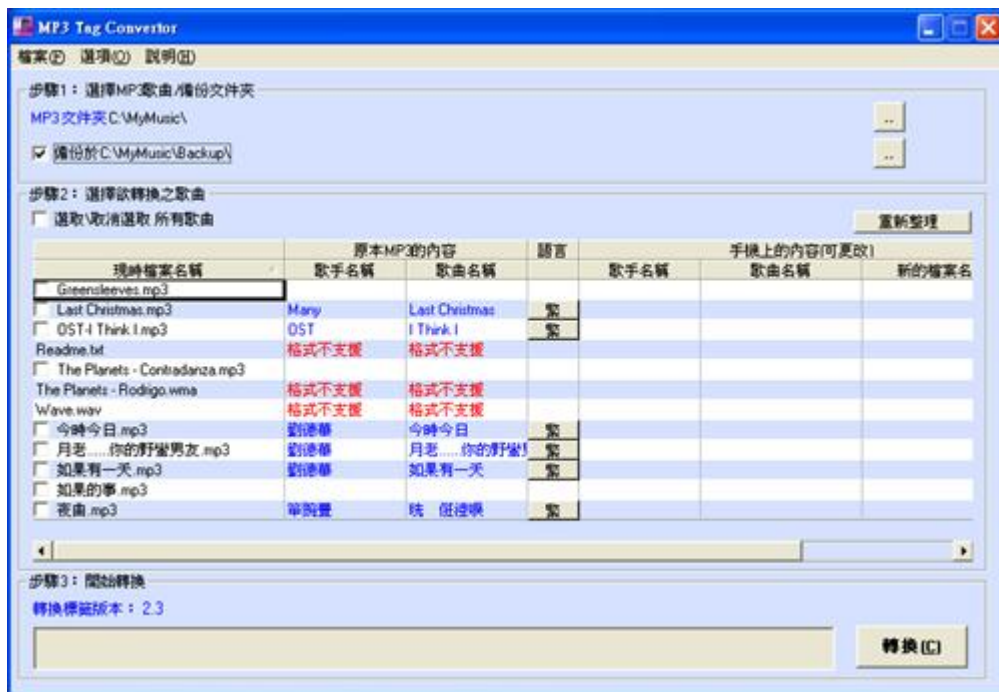 MP3 Tag Convertor
檔案(F) 選項(O) 說明(H)
步驟1：選擇MP3歌曲/備份文件夾
MP3文件夾 C:\MyMusic\
..
備份於C:\MyMusic\Backup\
..
步驟2：選擇欲轉換之歌曲
選取\取消選取 所有歌曲
重新整理
原本MP3的內容 語言 手機上的內容(可更改)
現時檔案名稱 歌手名稱 歌曲名稱 歌手名稱 歌曲名稱 新的檔案名
Greensleeves.mp3
Last Christmas.mp3 Many Last Christmas 繁
OST-I Think I.mp3 OST I Think I 繁
Readme.txt 格式不支援 格式不支援
The Planets - Contradanza.mp3
The Planets - Rodrigo.wma 格式不支援 格式不支援
Wave.wav 格式不支援 格式不支援
今時今日.mp3 劉德華 今時今日 繁
月老.....你的野蠻男友.mp3 劉德華 月老.....你的野蠻 繁
如果有一天.mp3 劉德華 如果有一天 繁
如果的事.mp3
夜曲.mp3 繁
步驟3：開始轉換
轉換標籤版本：2.3
轉換(C)